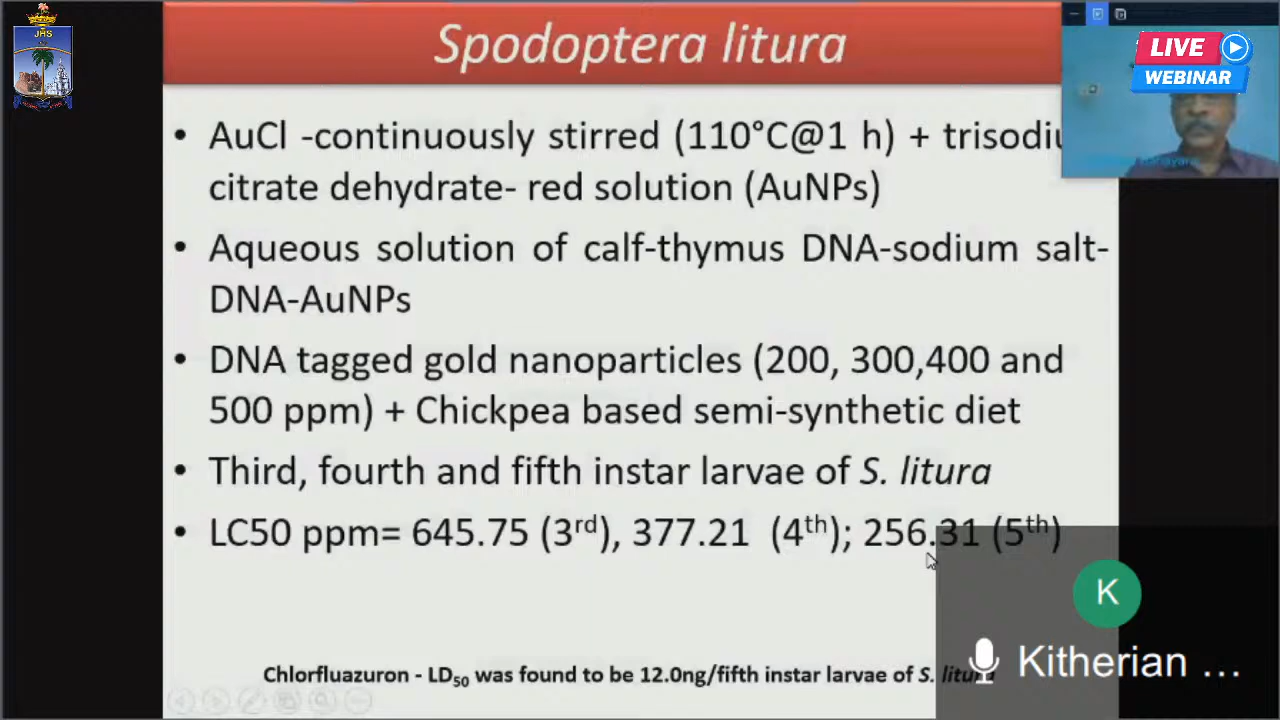 JHS
Spodoptera litura
LIVE
WEBINAR
• AuCl -continuously stirred (110°C@1 h) + trisodiu
citrate dehydrate- red solution (AuNPs)
• Aqueous solution of calf-thymus DNA-sodium salt-
DNA-AuNPs
• DNA tagged gold nanoparticles (200, 300,400 and
500 ppm) + Chickpea based semi-synthetic diet
• Third, fourth and fifth instar larvae of S. litura
• LC50 ppm= 645.75 (3rd), 377.21 (4th); 256.31 (5th)
K
Kitherian ...
Chlorfluazuron - LD50 was found to be 12.0ng/fifth instar larvae of S. litura